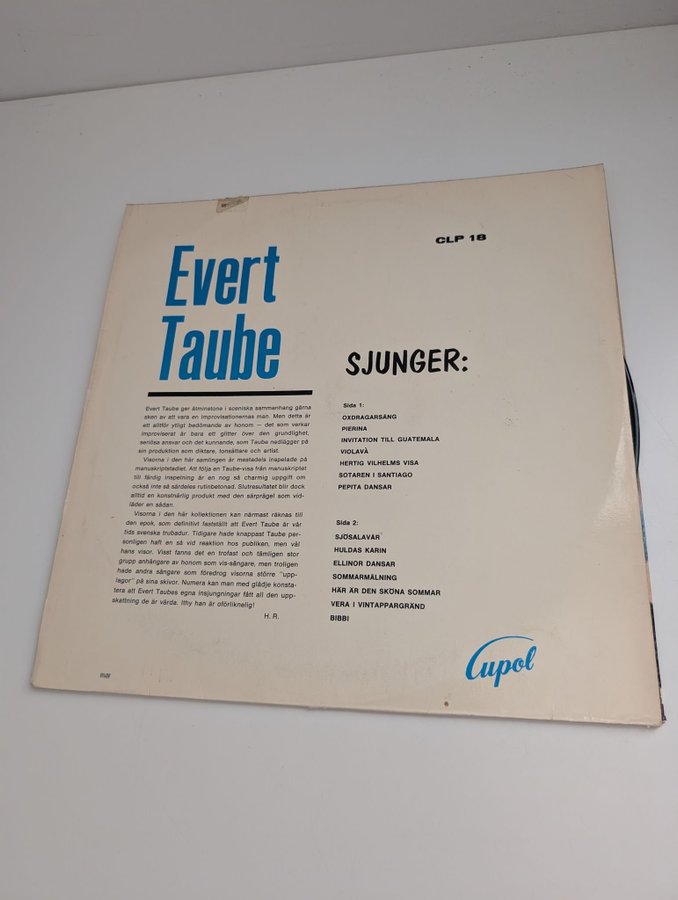 CLP 18
Evert
Taube
SJUNGER:
Evert Taube ger åtminstone i sceniska sammanhang gärna
sken av att vara en improvisationernas man. Men detta är
ett alltför ytligt bedömande av honom — det som verkar
improviserat är bara ett glitter över den grundlighet,
seriösa ansvar och det kunnande, som Taube nedlägger på
sin produktion som diktare, tonsättare och artist.
Visorna i den här samlingen är mestadels inspelade på
manuskriptstadiet. Att följa en Taube-visa från manuskriptet
till färdig inspelning är en nog så charmig uppgift om
också inte så särdeles rutinbetonad. Slutresultatet blir dock
alltid en konstnärlig produkt med den särprägel som vid-
låder en sådan.
Visorna i den här kollektionen kan närmast räknas till
den epok, som definitivt fastställt att Evert Taube är vår
tids svenska trubadur. Tidigare hade knappast Taube per-
sonligen haft en så vid reaktion hos publiken, men väl
hans visor. Visst fanns det en trofast och tämligen stor
grupp anhängare av honom som vis-sångare, men troligen
hade andra sångare som föredrog visorna större "upp-
lagor" på sina skivor. Numera kan man med glädje konsta-
tera att Evert Taubes egna insjungningar fått all den upp-
skattning de är värda. Ithy han är oförliknelig!
H. R.
Sida 1:
OXDRAGARSÅNG
PIERINA
INVITATION TILL GUATEMALA
VIOLAVÀ
HERTIG VILHELMS VISA
SOTAREN I SANTIAGO
PEPITA DANSAR
Sida 2:
SJÖSALAVÅR
HULDAS KARIN
ELLINOR DANSAR
SOMMARMÅLNING
HÄR ÄR DEN SKÖNA SOMMAR
VERA I VINTAPPARGRÄND
BIBBI
Cupol